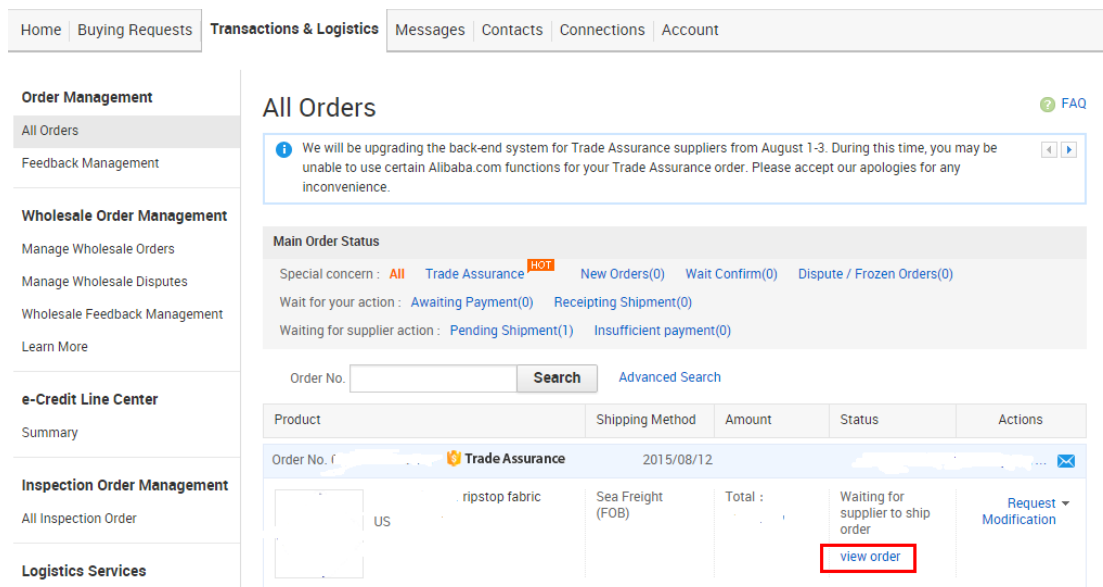 Home Buying Requests Transactions & Logistics Messages Contacts Connections Account
Order Management
All Orders
Feedback Management
Wholesale Order Management
Manage Wholesale Orders
Manage Wholesale Disputes
Wholesale Feedback Management
Learn More
e-Credit Line Center
Summary
Inspection Order Management
All Inspection Order
Logistics Services
All Orders
? FAQ
We will be upgrading the back-end system for Trade Assurance suppliers from August 1-3. During this time, you may be
unable to use certain Alibaba.com functions for your Trade Assurance order. Please accept our apologies for any
inconvenience.
Main Order Status
Special concern : All Trade Assurance HOT New Orders(0) Wait Confirm(0) Dispute / Frozen Orders(0)
Wait for your action : Awaiting Payment(0) Receipting Shipment(0)
Waiting for supplier action : Pending Shipment(1) Insufficient payment(0)
Order No. Search Advanced Search
Product Shipping Method Amount Status Actions
Order No. Trade Assurance 2015/08/12 ...
ripstop fabric Sea Freight Total : Waiting for
US (FOB) supplier to ship Request
order Modification
view order